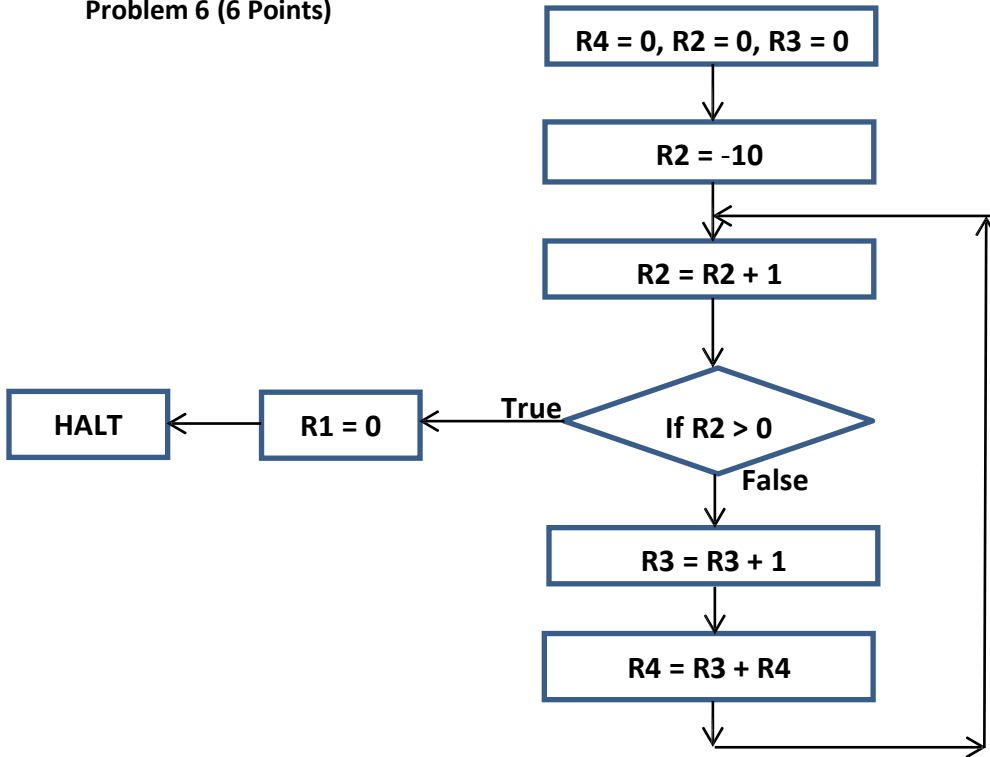 Problem 6 (6 Points)
R4 = 0, R2 = 0, R3 = 0
R2 = -10
R2 = R2 + 1
HALT
R1 = 0
True
If R2 > 0
False
R3 = R3 + 1
R4 = R3 + R4